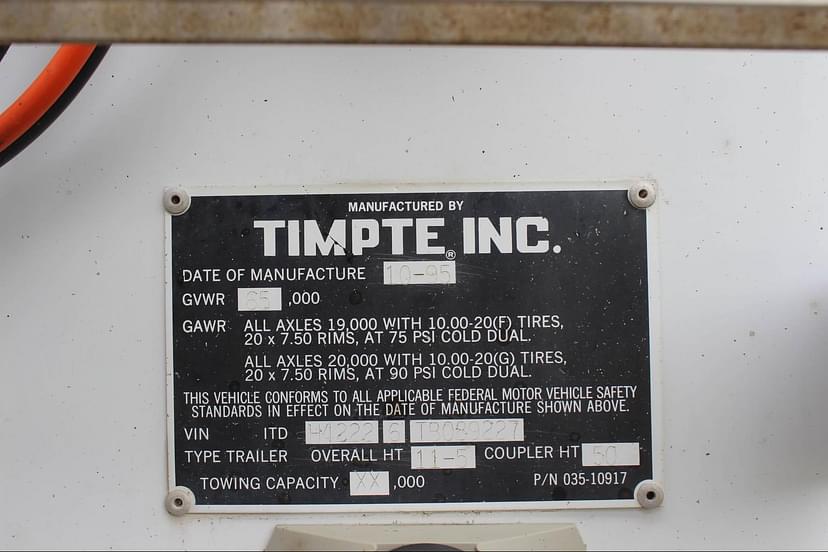 MANUFACTURED BY
TIMPTE® INC.
DATE OF MANUFACTURE 10-95
GVWR 65 ,000
GAWR ALL AXLES 19,000 WITH 10.00-20(F) TIRES,
20 x 7.50 RIMS, AT 75 PSI COLD DUAL.
ALL AXLES 20,000 WITH 10.00-20(G) TIRES,
20 x 7.50 RIMS, AT 90 PSI COLD DUAL.
THIS VEHICLE CONFORMS TO ALL APPLICABLE FEDERAL MOTOR VEHICLE SAFETY
STANDARDS IN EFFECT ON THE DATE OF MANUFACTURE SHOWN ABOVE.
VIN 1TD 6
TYPE TRAILER OVERALL HT 11-5 COUPLER HT 50
TOWING CAPACITY XX ,000 P/N 035-10917